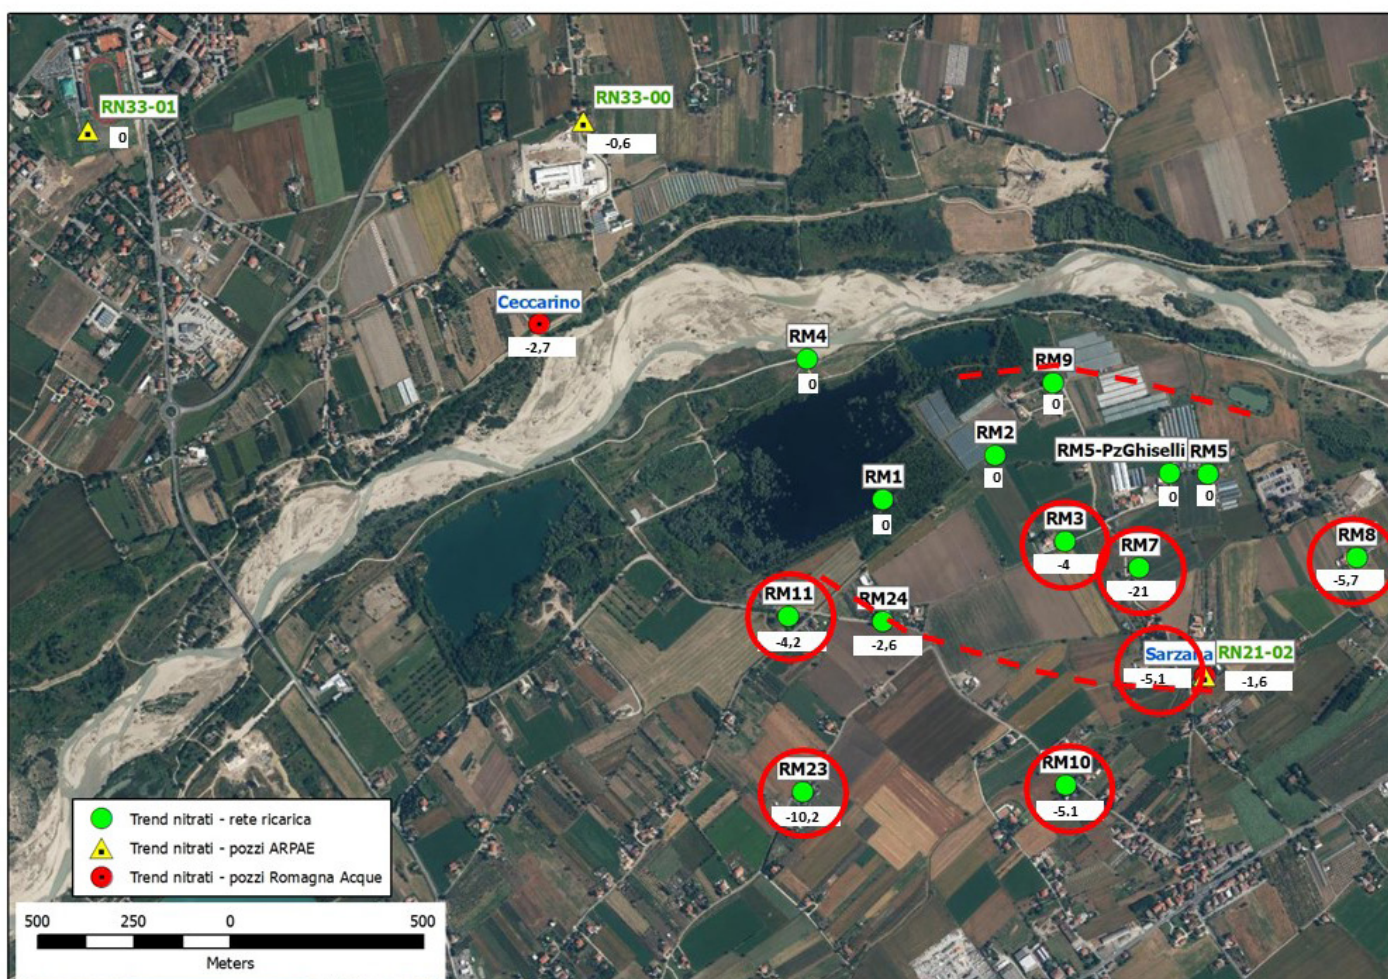 RN33-01
0
RN33-00
-0,6
Ceccarino
-2,7
RM4
0
RM9
0
RM2
0
RM5-PzGhiselli
0
RM5
0
RM1
0
RM3
-4
RM7
-21
RM8
-5,7
RM11
-4,2
RM24
-2,6
Sarzana
-5,1
RN21-02
-1,6
RM23
-10,2
RM10
-5.1
Trend nitrati - rete ricarica
Trend nitrati - pozzi ARPAE
Trend nitrati - pozzi Romagna Acque
500 250 0 500
Meters